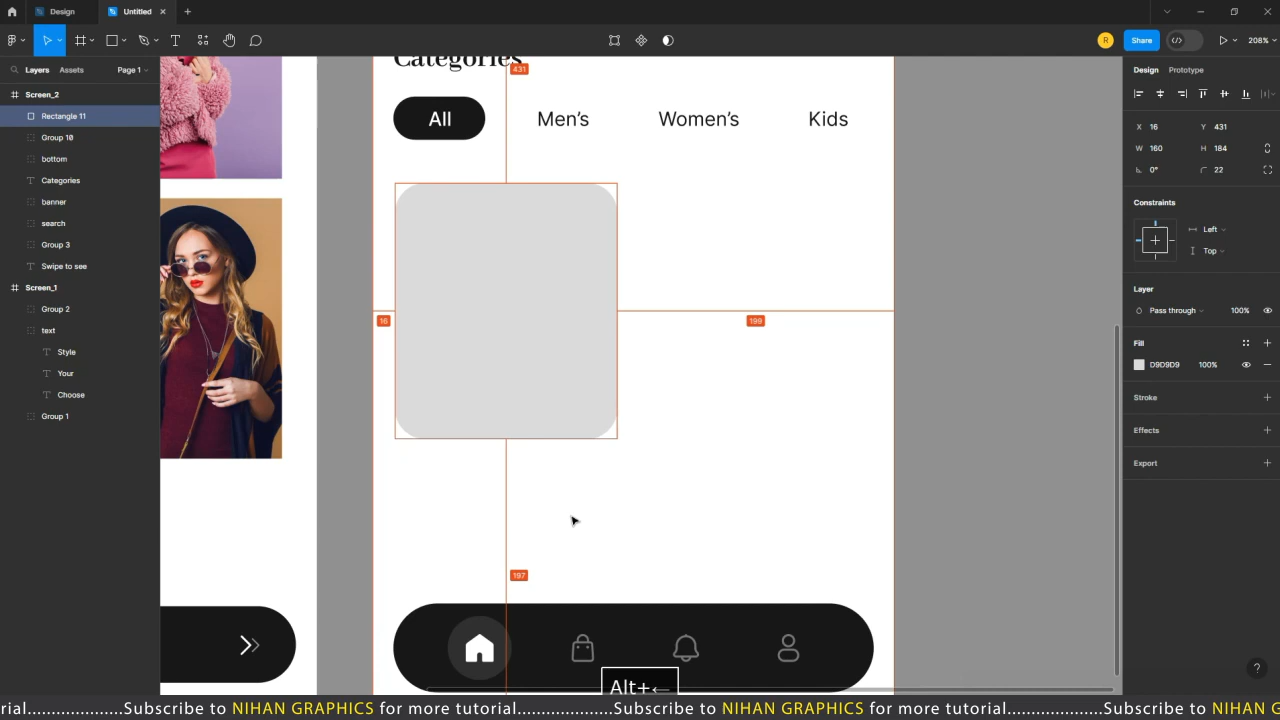 Design
Untitled
R
Share
208%
Layers
Assets
Page 1
Design
Prototype
Screen_2
Rectangle 11
Group 10
bottom
Categories
banner
search
Group 3
Swipe to see
Screen_1
Group 2
text
Style
Your
Choose
Group 1
Categories
431
All
Men's
Women's
Kids
16
199
197
X 16
Y 431
W 160
H 184
0°
22
Constraints
Left
Top
Layer
Pass through
100%
Fill
D9D9D9
100%
Stroke
Effects
Export
?
Alt+←
rial..................Subscribe to NIHAN GRAPHICS for more tutorial.....................Subscribe to NIHAN GRAPHICS for more tutorial.....................Subscribe to NIHAN G